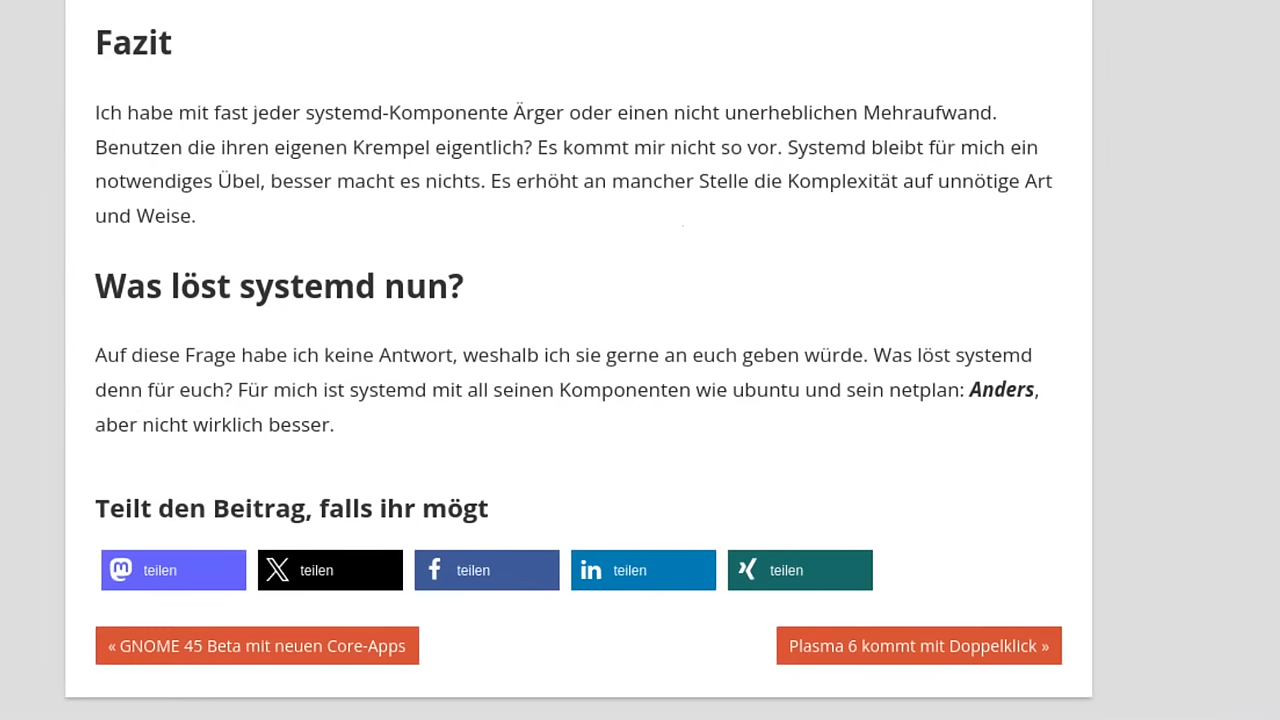 Fazit
Ich habe mit fast jeder systemd-Komponente Ärger oder einen nicht unerheblichen Mehraufwand.
Benutzen die ihren eigenen Krempel eigentlich? Es kommt mir nicht so vor. Systemd bleibt für mich ein
notwendiges Übel, besser macht es nichts. Es erhöht an mancher Stelle die Komplexität auf unnötige Art
und Weise.
Was löst systemd nun?
Auf diese Frage habe ich keine Antwort, weshalb ich sie gerne an euch geben würde. Was löst systemd
denn für euch? Für mich ist systemd mit all seinen Komponenten wie ubuntu und sein netplan: Anders,
aber nicht wirklich besser.
Teilt den Beitrag, falls ihr mögt
teilen teilen teilen teilen teilen
« GNOME 45 Beta mit neuen Core-Apps Plasma 6 kommt mit Doppelklick »